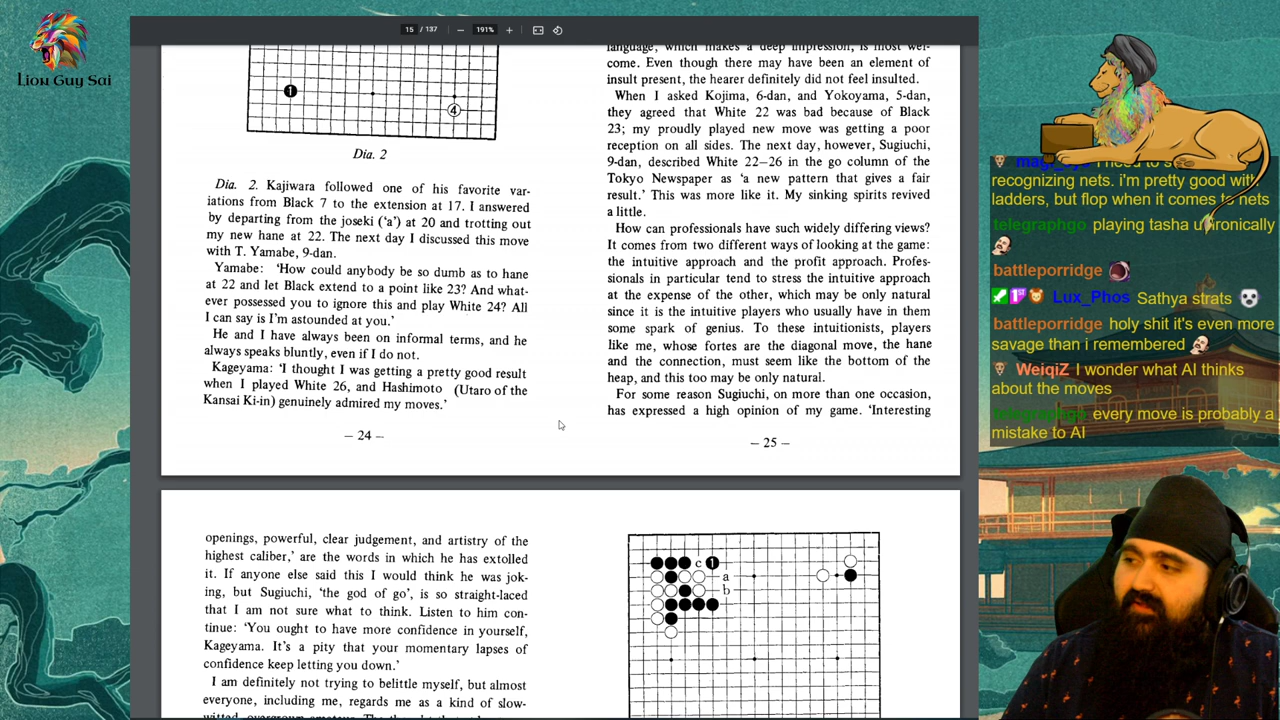 Lion Guy Sai
15 / 137
191%
1
4
Dia. 2
Dia. 2. Kajiwara followed one of his favorite var-
iations from Black 7 to the extension at 17. I answered
by departing from the joseki ('a') at 20 and trotting out
my new hane at 22. The next day I discussed this move
with T. Yamabe, 9-dan.
Yamabe: 'How could anybody be so dumb as to hane
at 22 and let Black extend to a point like 23? And what-
ever possessed you to ignore this and play White 24? All
I can say is I'm astounded at you.'
He and I have always been on informal terms, and he
always speaks bluntly, even if I do not.
Kageyama: 'I thought I was getting a pretty good result
when I played White 26, and Hashimoto (Utaro of the
Kansai Ki-in) genuinely admired my moves.'
— 24 —
language, which makes a deep impression, is most wel-
come. Even though there may have been an element of
insult present, the hearer definitely did not feel insulted.
When I asked Kojima, 6-dan, and Yokoyama, 5-dan,
they agreed that White 22 was bad because of Black
23; my proudly played new move was getting a poor
reception on all sides. The next day, however, Sugiuchi,
9-dan, described White 22–26 in the go column of the
Tokyo Newspaper as 'a new pattern that gives a fair
result.' This was more like it. My sinking spirits revived
a little.
How can professionals have such widely differing views?
It comes from two different ways of looking at the game:
the intuitive approach and the profit approach. Profes-
sionals in particular tend to stress the intuitive approach
at the expense of the other, which may be only natural
since it is the intuitive players who usually have in them
some spark of genius. To these intuitionists, players
like me, whose fortes are the diagonal move, the hane
and the connection, must seem like the bottom of the
heap, and this too may be only natural.
For some reason Sugiuchi, on more than one occasion,
has expressed a high opinion of my game. 'Interesting
— 25 —
openings, powerful, clear judgement, and artistry of the
highest caliber,' are the words in which he has extolled
it. If anyone else said this I would think he was jok-
ing, but Sugiuchi, 'the god of go', is so straight-laced
that I am not sure what to think. Listen to him con-
tinue: 'You ought to have more confidence in yourself,
Kageyama. It's a pity that your momentary lapses of
confidence keep letting you down.'
I am definitely not trying to belittle myself, but almost
everyone, including me, regards me as a kind of slow-
witted, overgrown amateur. The
c 1
a
b
recognizing nets. i'm pretty good with
ladders, but flop when it comes to nets
telegraphgo playing tasha unironically
battleporridge
1st Lux_Phos Sathya strats
battleporridge holy shit it's even more
savage than i remembered
WeiqiZ I wonder what AI thinks
about the moves
telegraphgo every move is probably a
mistake to AI